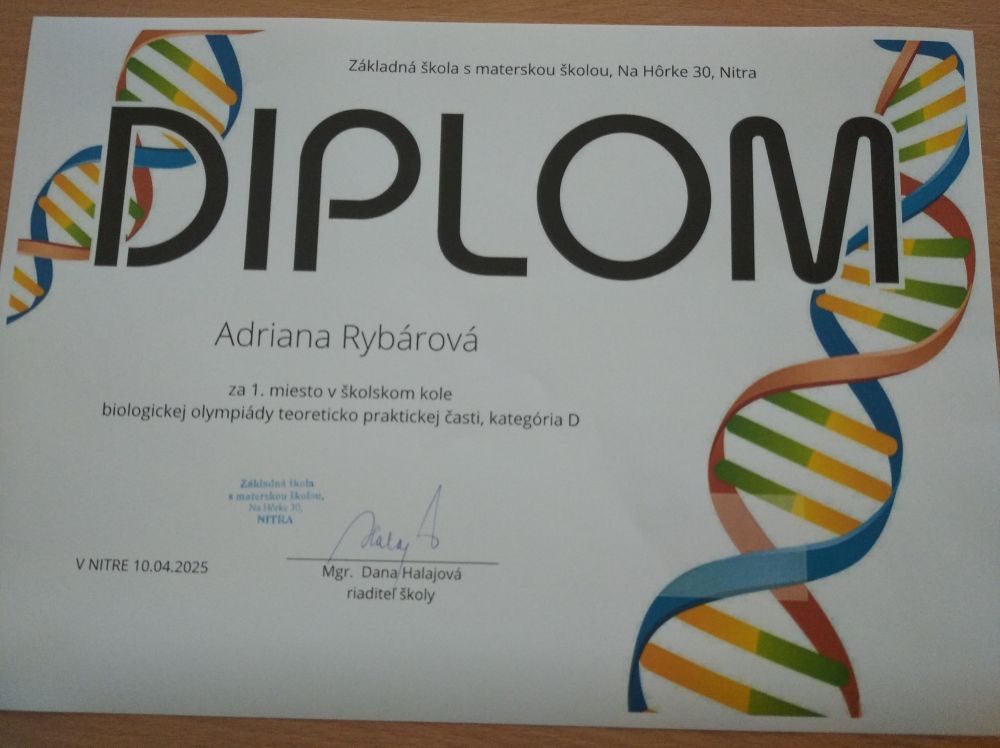 Základná škola s materskou školou, Na Hôrke 30, Nitra
DIPLOM
Adriana Rybárová
za 1. miesto v školskom kole
biologickej olympiády teoreticko praktickej časti, kategória D
Základná škola
s materskou školou,
Na Hôrke 30,
NITRA
V NITRE 10.04.2025
Mgr. Dana Halajová
riaditeľ školy